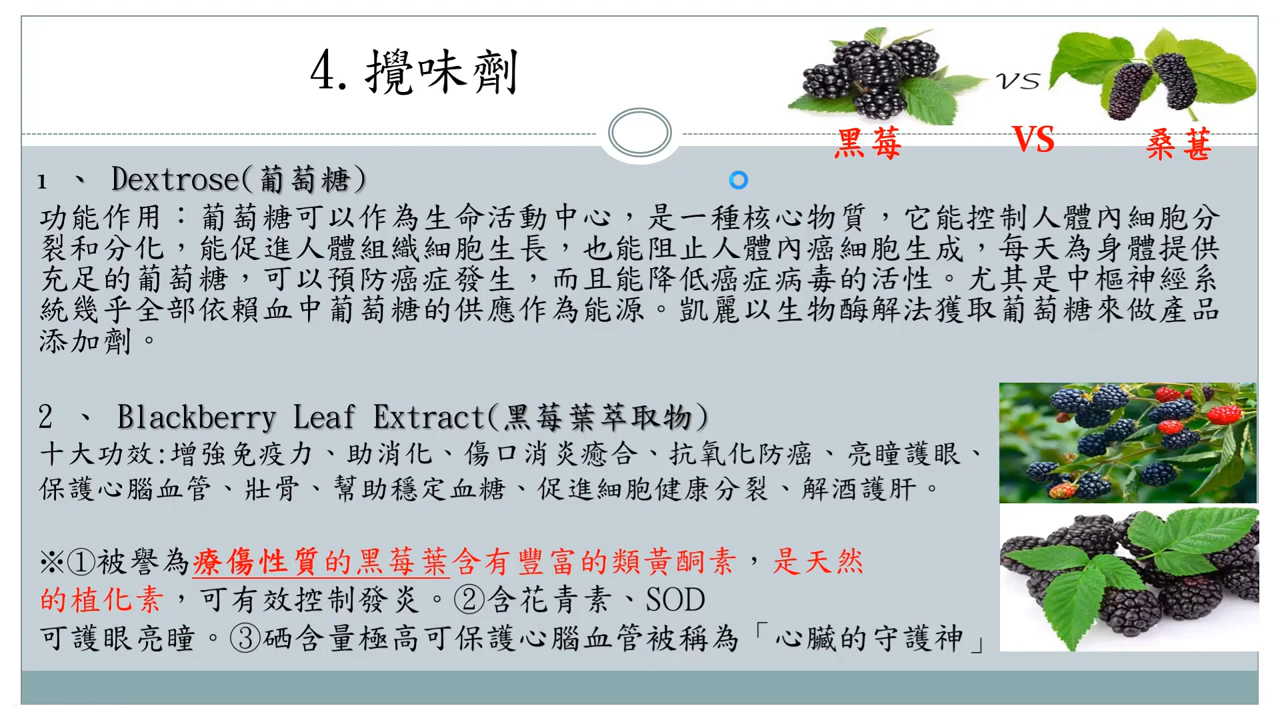 4.攪味劑
VS
黑莓 VS 桑葚
1 、 Dextrose(葡萄糖)
功能作用：葡萄糖可以作為生命活動中心，是一種核心物質，它能控制人體內細胞分
裂和分化，能促進人體組織細胞生長，也能阻止人體內癌細胞生成，每天為身體提供
充足的葡萄糖，可以預防癌症發生，而且能降低癌症病毒的活性。尤其是中樞神經系
統幾乎全部依賴血中葡萄糖的供應作為能源。凱麗以生物酶解法獲取葡萄糖來做產品
添加劑。
2 、 Blackberry Leaf Extract(黑莓葉萃取物)
十大功效:增強免疫力、助消化、傷口消炎癒合、抗氧化防癌、亮瞳護眼、
保護心腦血管、壯骨、幫助穩定血糖、促進細胞健康分裂、解酒護肝。
※①被譽為療傷性質的黑莓葉含有豐富的類黃酮素，是天然
的植化素，可有效控制發炎。②含花青素、SOD
可護眼亮瞳。③硒含量極高可保護心腦血管被稱為「心臟的守護神」